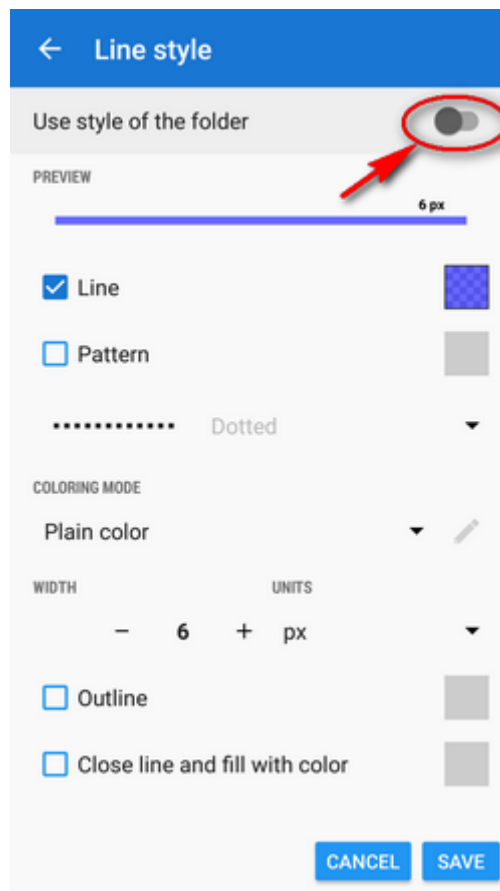 Line style
Use style of the folder
PREVIEW
6 px
Line
Pattern
Dotted
COLORING MODE
Plain color
WIDTH UNITS
− 6 + px
Outline
Close line and fill with color
CANCEL SAVE